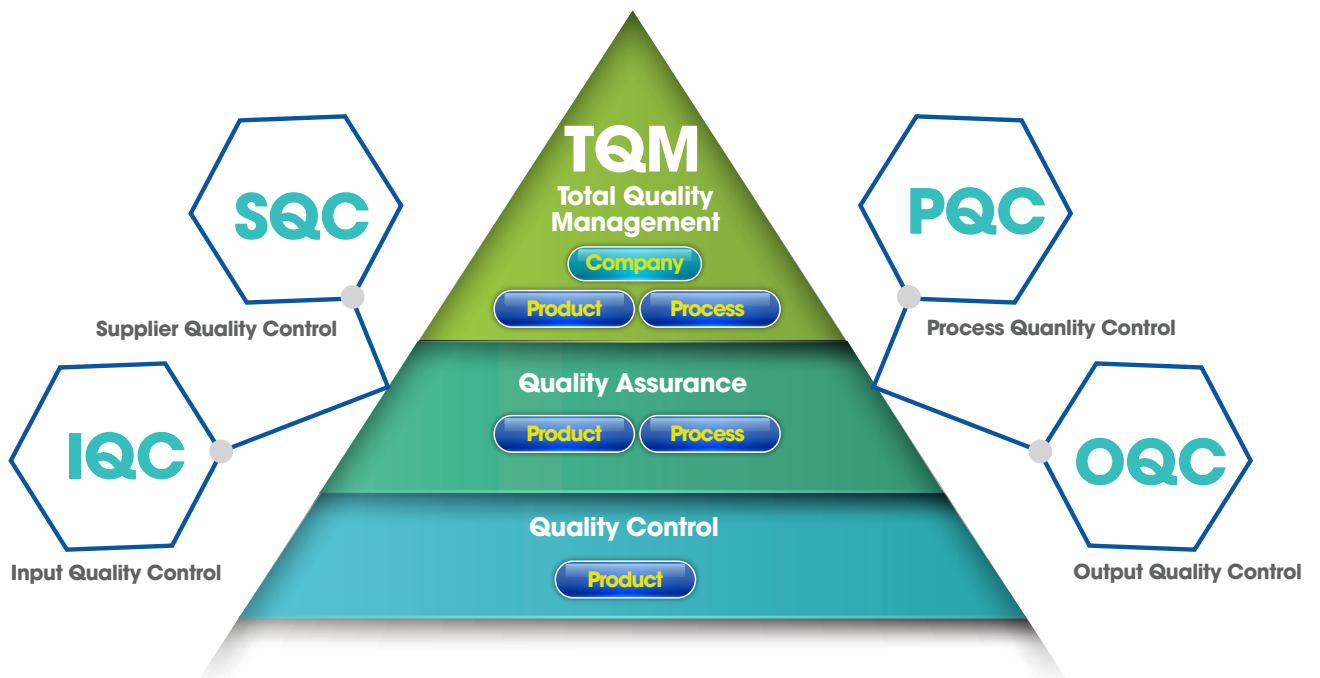 TQM
Total Quality
Management
Company
Product
Process
SQC
Supplier Quality Control
PQC
Process Quanlity Control
Quality Assurance
Product
Process
IQC
Input Quality Control
OQC
Output Quality Control
Quality Control
Product